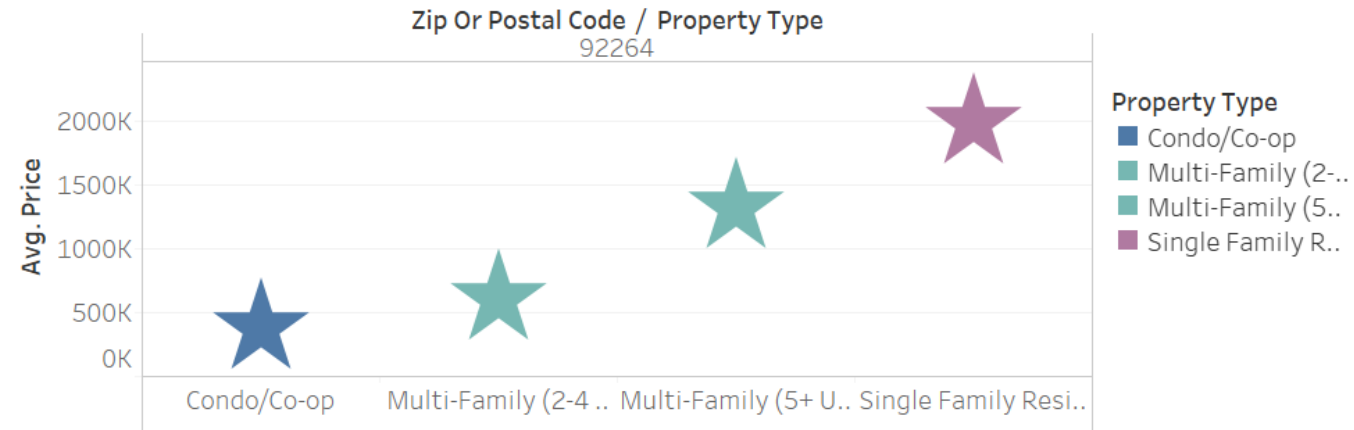 Zip Or Postal Code / Property Type
92264
Avg. Price
2000K
1500K
1000K
500K
0K
Condo/Co-op
Multi-Family (2-4 ..
Multi-Family (5+ U..
Single Family Resi..
Property Type
Condo/Co-op
Multi-Family (2-..
Multi-Family (5..
Single Family R..